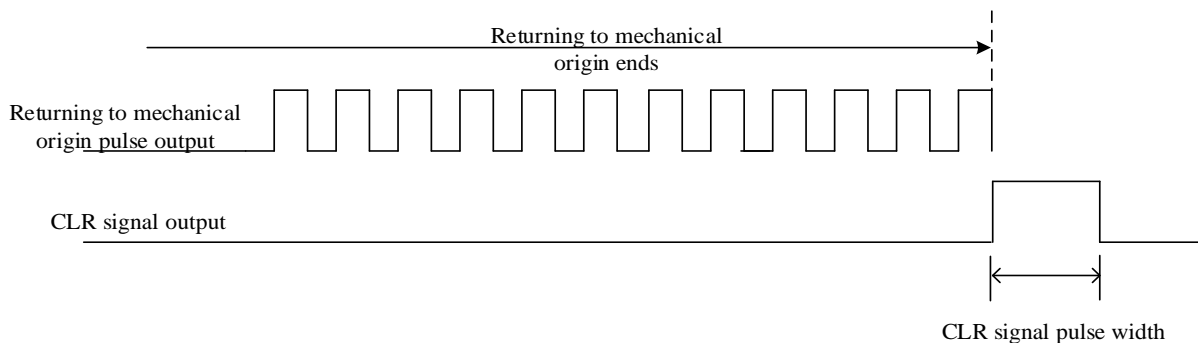 Returning to mechanical
origin ends
Returning to mechanical
origin pulse output
CLR signal output
CLR signal pulse width